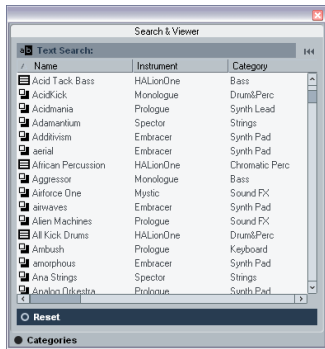 Search & Viewer
ab Text Search:
/ Name Instrument Category
Acid Tack Bass HALionOne Bass
AcidKick Monologue Drum&Perc
Acidmania Prologue Synth Lead
Adamantium Spector Strings
Additivism Embracer Synth Pad
aerial Embracer Synth Pad
African Percussion HALionOne Chromatic Perc
Aggressor Monologue Bass
Airforce One Mystic Sound FX
airwaves Embracer Synth Pad
Alien Machines Prologue Sound FX
All Kick Drums HALionOne Drum&Perc
Ambush Prologue Keyboard
amorphous Embracer Synth Pad
Ana Strings Spector Strings
Analog Orkestra Prologue Synth Pad
Reset
Categories